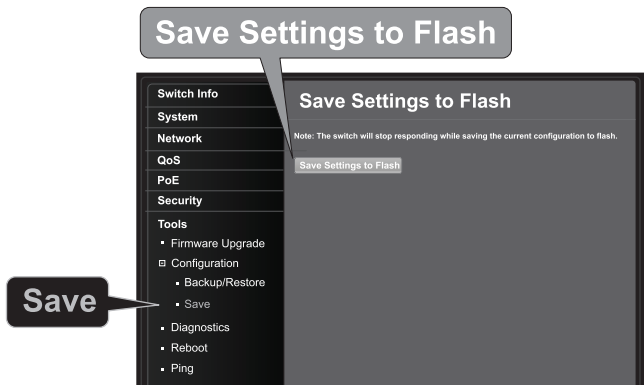 Save Settings to Flash
Switch Info
System
Network
QoS
PoE
Security
Tools
Firmware Upgrade
Configuration
Backup/Restore
Save
Diagnostics
Reboot
Ping
Save
Save Settings to Flash
Note: The switch will stop responding while saving the current configuration to flash.
Save Settings to Flash